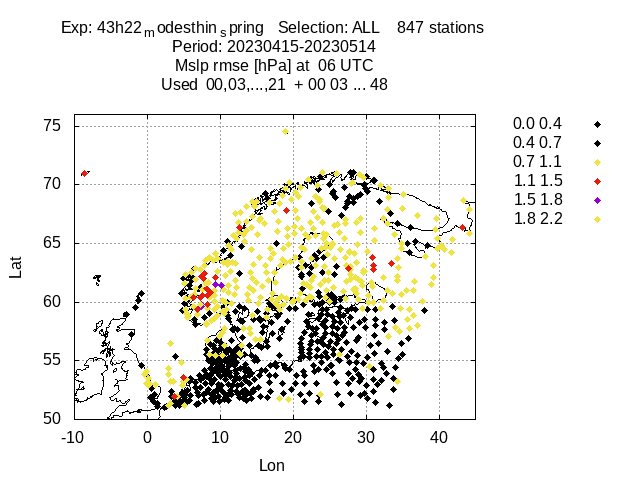 Exp: 43h22modesthinspring   Selection: ALL    847 stations
Period: 20230415-20230514
Mslp rmse [hPa] at  06 UTC
Used  00,03,...,21  + 00 03 ... 48
0.0 0.4
0.4 0.7
0.7 1.1
1.1 1.5
1.5 1.8
1.8 2.2
75
70
65
60
55
50
Lat
-10 0 10 20 30 40
Lon